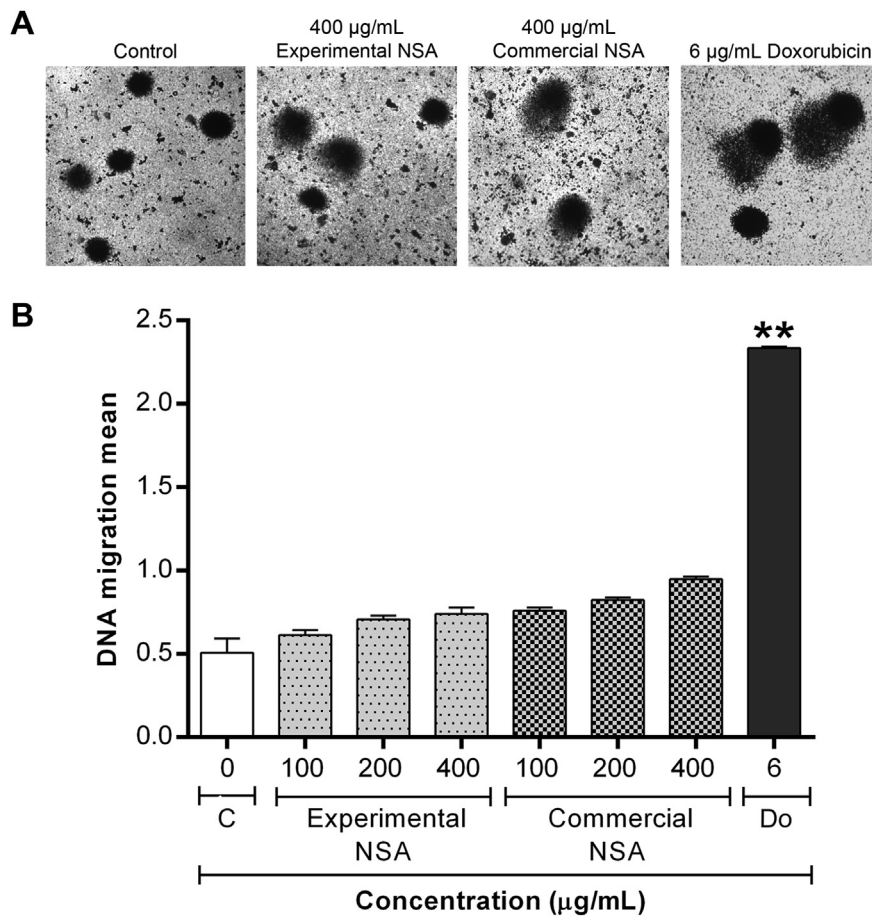 A
Control
400 µg/mL
Experimental NSA
400 µg/mL
Commercial NSA
6 µg/mL Doxorubicin
B
DNA migration mean
2.5
2.0
1.5
1.0
0.5
0.0
**
0 100 200 400 100 200 400 6
C Experimental NSA Commercial NSA Do
Concentration (µg/mL)